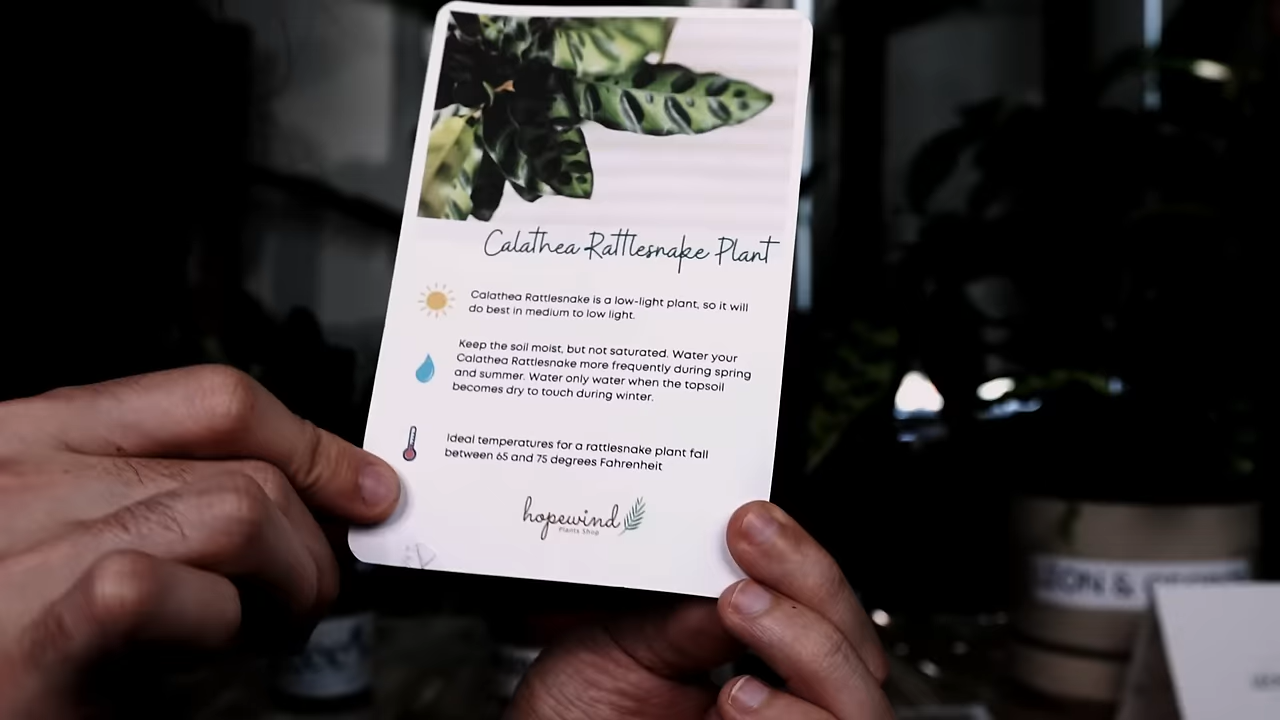 Calathea Rattlesnake Plant
Calathea Rattlesnake is a low-light plant, so it will
do best in medium to low light.
Keep the soil moist, but not saturated. Water your
Calathea Rattlesnake more frequently during spring
and summer. Water only water when the topsoil
becomes dry to touch during winter.
Ideal temperatures for a rattlesnake plant fall
between 65 and 75 degrees Fahrenheit
hopewind
Plants Shop